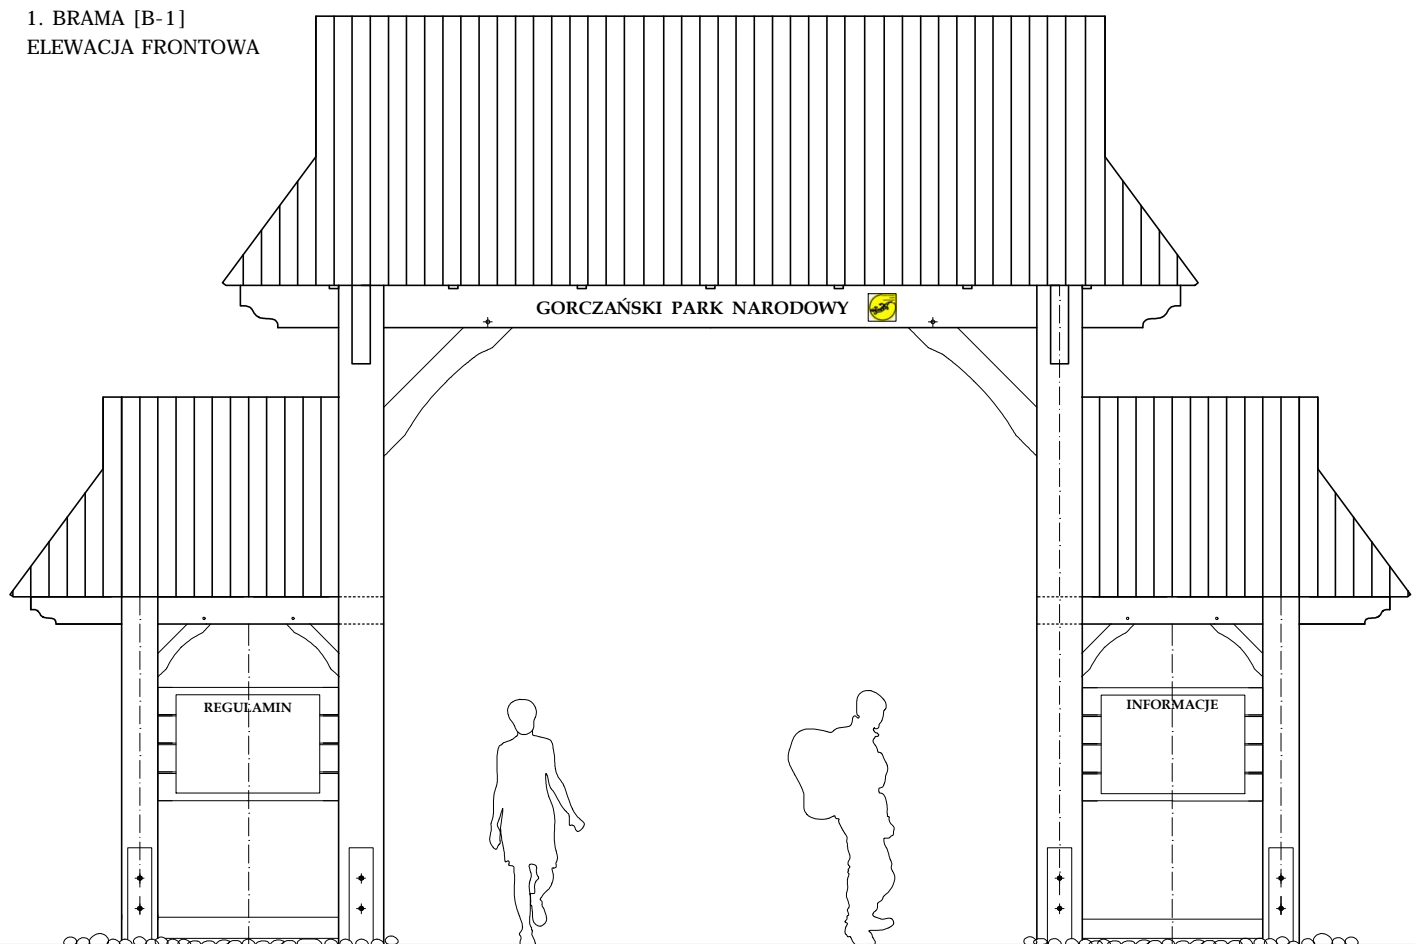 1. BRAMA [B-1]
ELEWACJA FRONTOWA
GORCZAŃSKI PARK NARODOWY
REGULAMIN
INFORMACJE